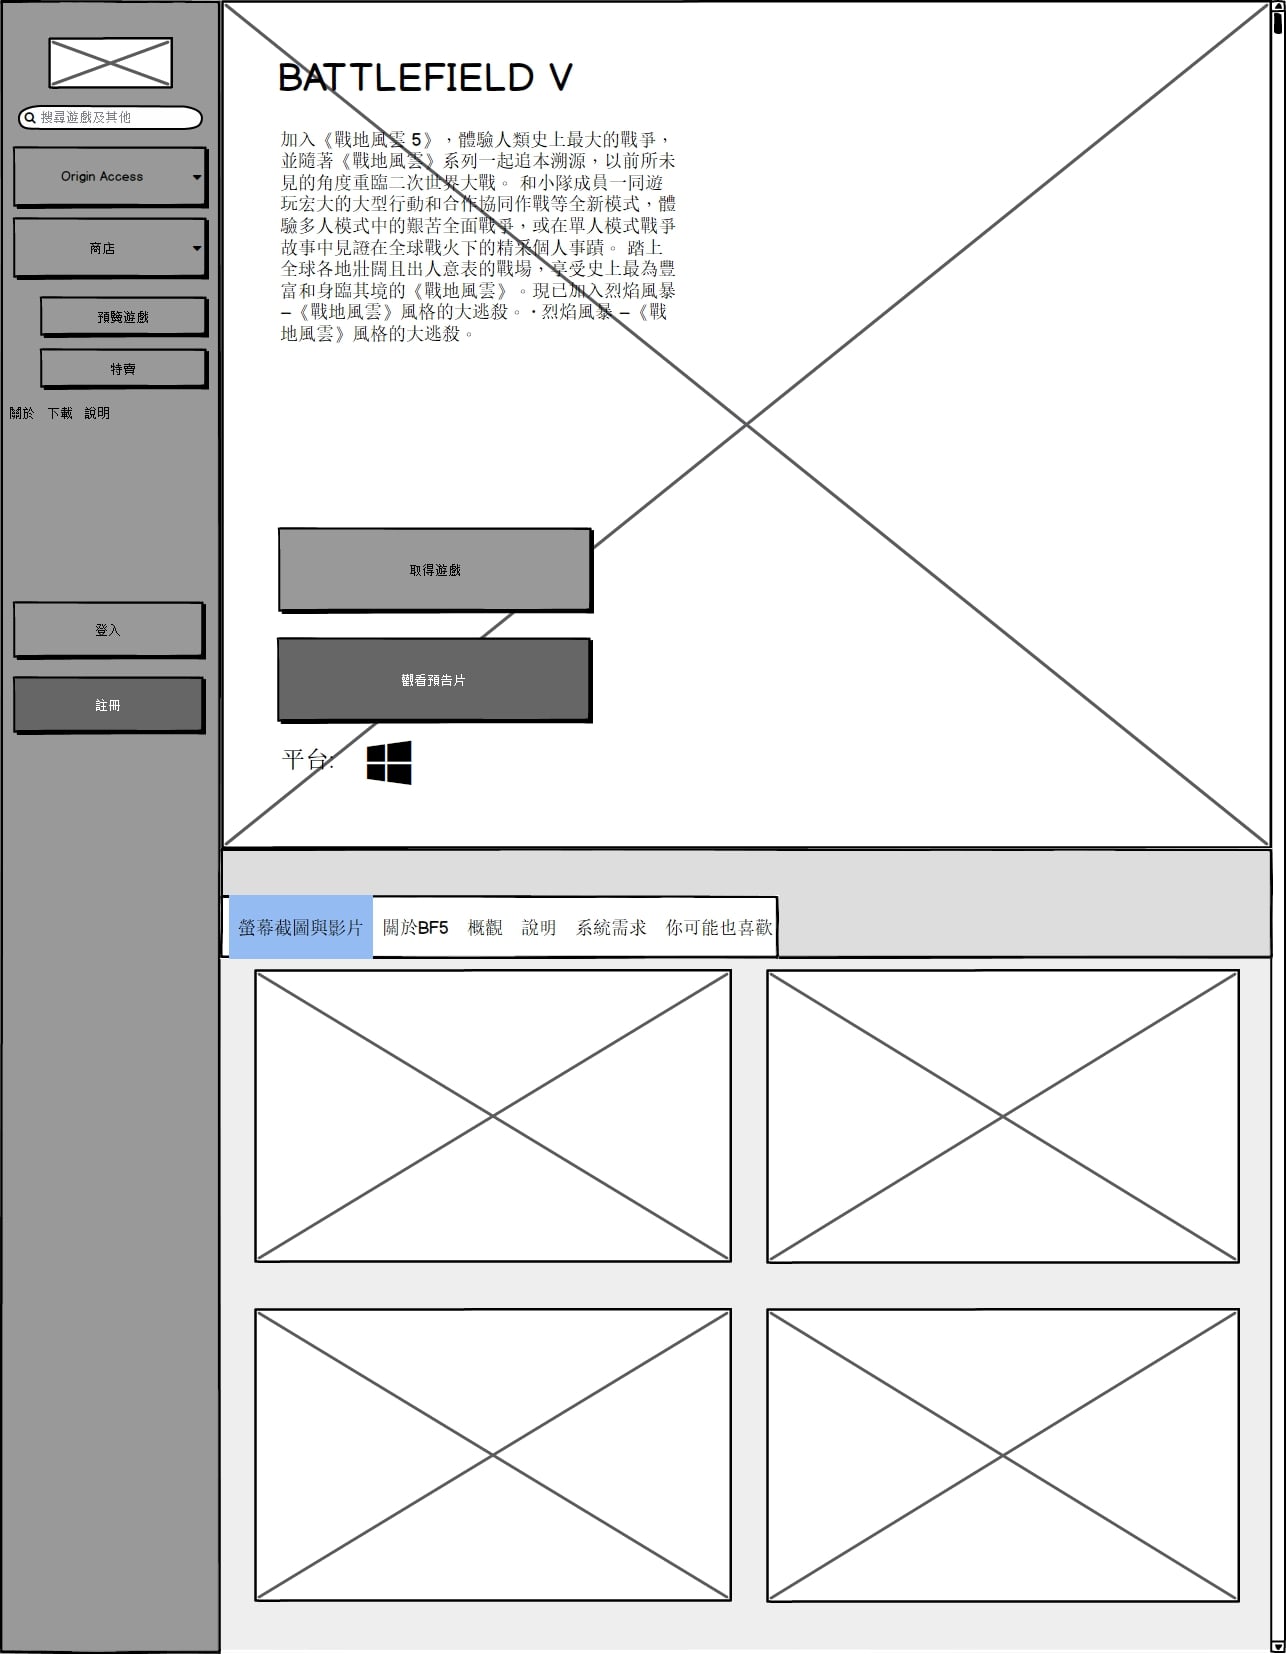 搜尋遊戲及其他
Origin Access
商店
預覽遊戲
特賣
關於 下載 說明
登入
註冊
BATTLEFIELD V
加入《戰地風雲 5》，體驗人類史上最大的戰爭，
並隨著《戰地風雲》系列一起追本溯源，以前所未
見的角度重臨二次世界大戰。 和小隊成員一同遊
玩宏大的大型行動和合作協同作戰等全新模式，體
驗多人模式中的艱苦全面戰爭，或在單人模式戰爭
故事中見證在全球戰火下的精采個人事蹟。 踏上
全球各地壯闊且出人意表的戰場，享受史上最為豐
富和身臨其境的《戰地風雲》。現已加入烈焰風暴
–《戰地風雲》風格的大逃殺。·烈焰風暴 –《戰
地風雲》風格的大逃殺。
取得遊戲
觀看預告片
平台:
螢幕截圖與影片 關於BF5 概觀 說明 系統需求 你可能也喜歡